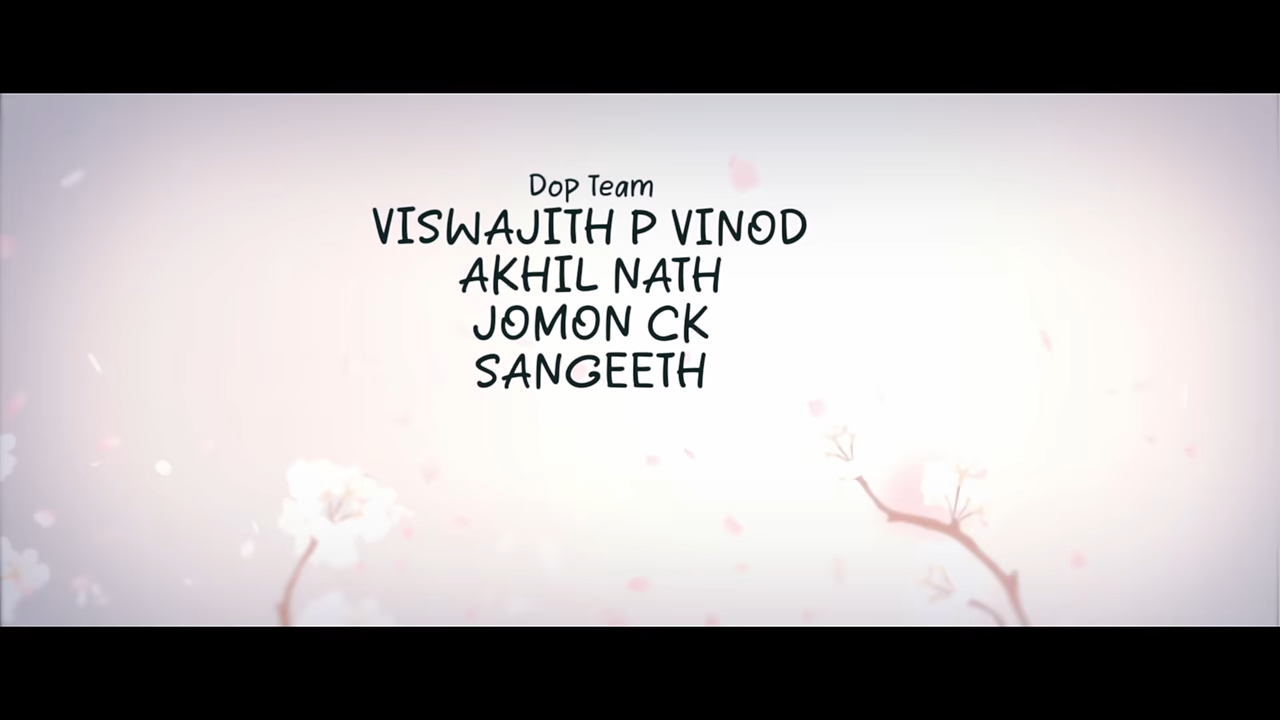 Dop Team
VISWAJITH P VINOD
AKHIL NATH
JOMON CK
SANGEETH